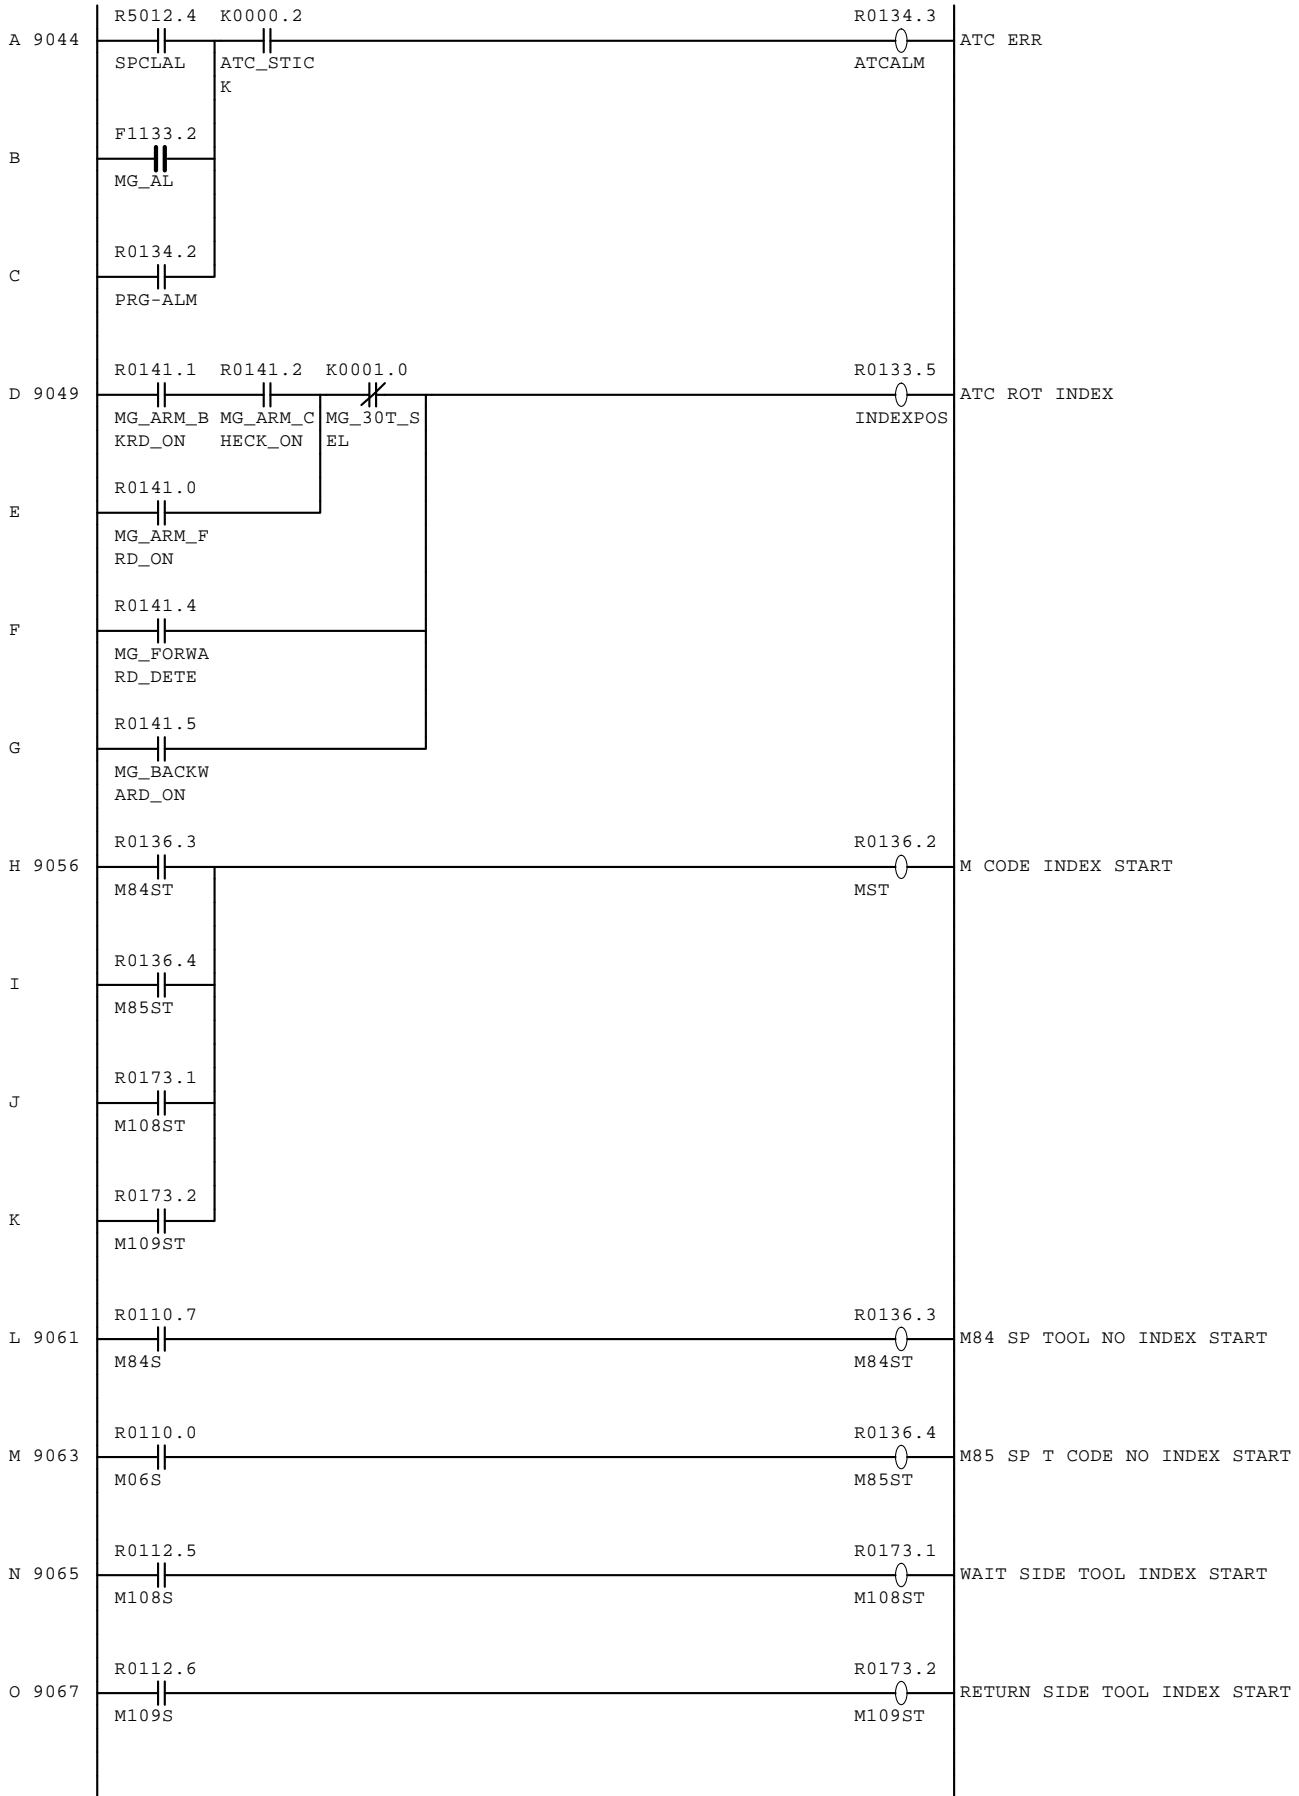 R5012.4 K0000.2 R0134.3
A 9044 ATC ERR
SPCLAL ATC_STIC ATCALM
K
F1133.2
B
MG_AL
R0134.2
C
PRG-ALM
R0141.1 R0141.2 K0001.0 R0133.5
D 9049 ATC ROT INDEX
MG_ARM_B MG_ARM_C MG_30T_S INDEXPOS
KRD_ON HECK_ON EL
R0141.0
E
MG_ARM_F
RD_ON
R0141.4
F
MG_FORWA
RD_DETE
R0141.5
G
MG_BACKW
ARD_ON
R0136.3 R0136.2
H 9056 M CODE INDEX START
M84ST MST
R0136.4
I
M85ST
R0173.1
J
M108ST
R0173.2
K
M109ST
R0110.7 R0136.3
L 9061 M84 SP TOOL NO INDEX START
M84S M84ST
R0110.0 R0136.4
M 9063 M85 SP T CODE NO INDEX START
M06S M85ST
R0112.5 R0173.1
N 9065 WAIT SIDE TOOL INDEX START
M108S M108ST
R0112.6 R0173.2
O 9067 RETURN SIDE TOOL INDEX START
M109S M109ST